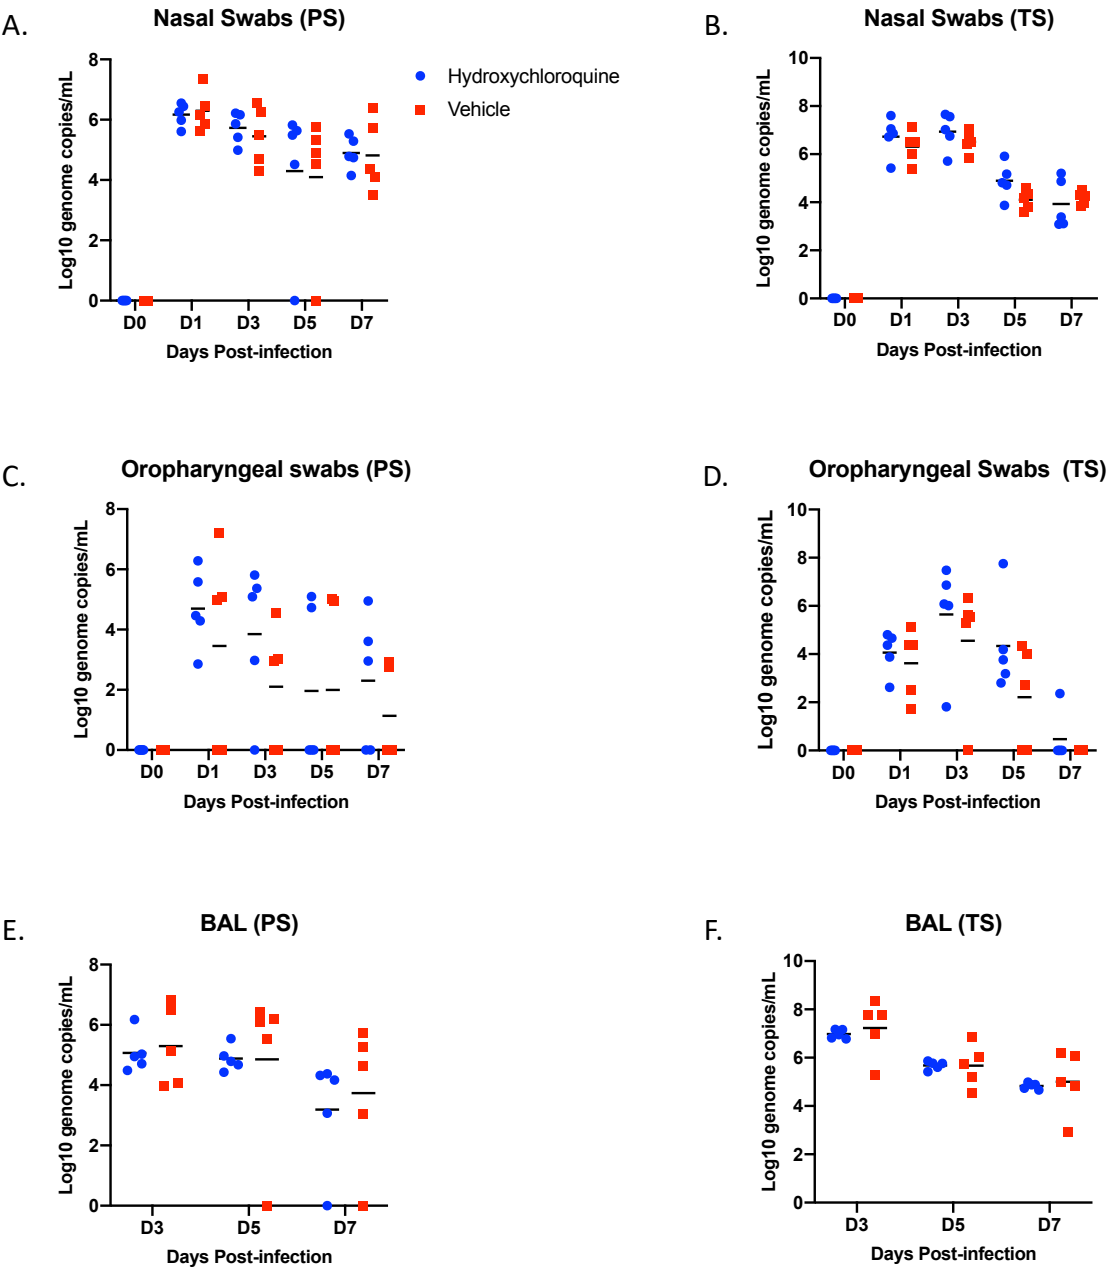 A.
Nasal Swabs (PS)
Log10 genome copies/mL
8
6
4
2
0
D0 D1 D3 D5 D7
Days Post-infection
Hydroxychloroquine
Vehicle
B.
Nasal Swabs (TS)
Log10 genome copies/mL
10
8
6
4
2
0
D0 D1 D3 D5 D7
Days Post-infection
C.
Oropharyngeal swabs (PS)
Log10 genome copies/mL
8
6
4
2
0
D0 D1 D3 D5 D7
Days Post-infection
D.
Oropharyngeal Swabs (TS)
Log10 genome copies/mL
10
8
6
4
2
0
D0 D1 D3 D5 D7
Days Post-infection
E.
BAL (PS)
Log10 genome copies/mL
8
6
4
2
0
D3 D5 D7
Days Post-infection
F.
BAL (TS)
Log10 genome copies/mL
10
8
6
4
2
0
D3 D5 D7
Days Post-infection